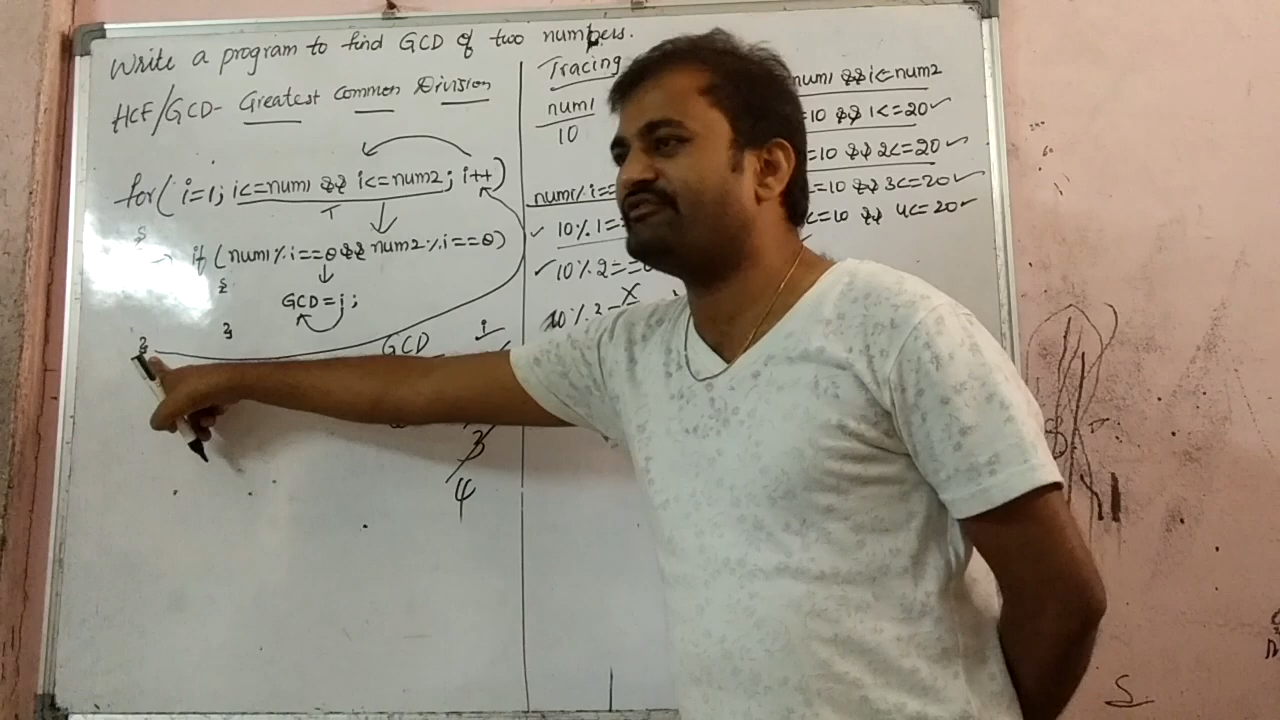 Write a program to find GCD of two numbers.
HCF/GCD- Greatest common Division
for(i=1; i<=num1 && i<=num2; i++)
T
{
if(num1%i==0 && num2%i==0)
{
GCD=i;
}
}
GCD
i
3
4
Tracing
num1
10
num1%i==
10%1=
10%2==0
X
num1 && i<=num2
=10 && 1<=20 ✓
=10 && 2<=20 ✓
<=10 && 3<=20 ✓
<=10 && 4<=20 ✓
S